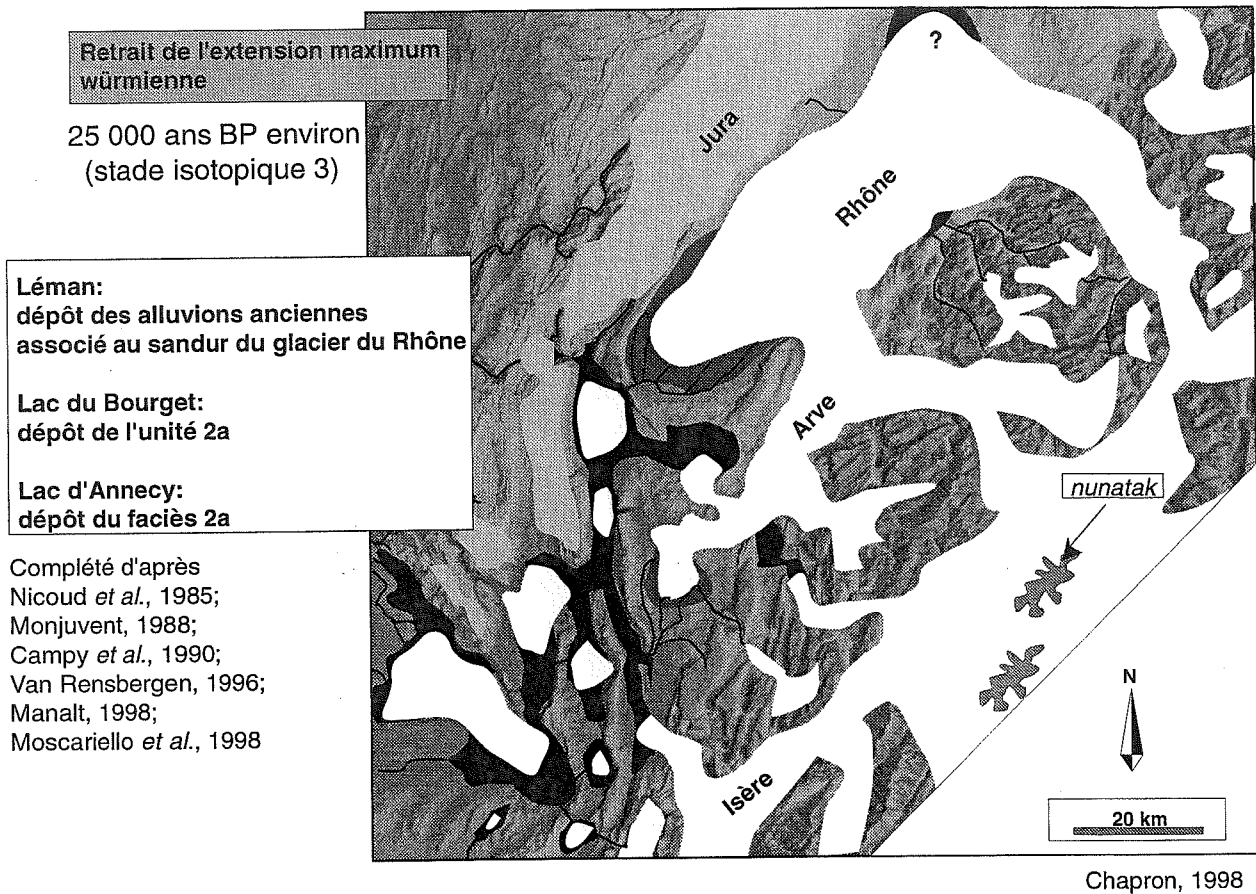 Retrait de l'extension maximum
würmienne
25 000 ans BP environ
(stade isotopique 3)
Léman:
dépôt des alluvions anciennes
associé au sandur du glacier du Rhône
Lac du Bourget:
dépôt de l'unité 2a
Lac d'Annecy:
dépôt du faciès 2a
Complété d'après
Nicoud et al., 1985;
Monjuvent, 1988;
Campy et al., 1990;
Van Rensbergen, 1996;
Manalt, 1998;
Moscariello et al., 1998
?
Jura
Rhône
Arve
nunatak
Isère
N
20 km
Chapron, 1998